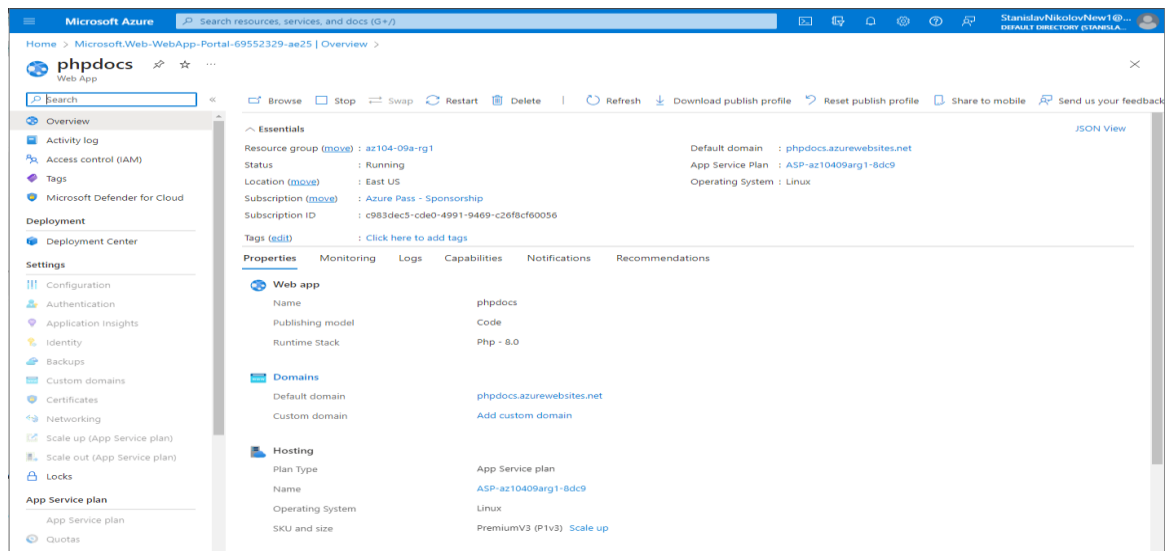 Microsoft Azure
Search resources, services, and docs (G+/)
StanislavNikolovNew1@...
DEFAULT DIRECTORY (STANISLA...
Home > Microsoft.Web-WebApp-Portal-69552329-ae25 | Overview >
phpdocs
...
Web App
Search
«
Browse Stop Swap Restart Delete | Refresh Download publish profile Reset publish profile Share to mobile Send us your feedback
Overview
Activity log
Access control (IAM)
Tags
Microsoft Defender for Cloud
Deployment
Deployment Center
Settings
Configuration
Authentication
Application Insights
Identity
Backups
Custom domains
Certificates
Networking
Scale up (App Service plan)
Scale out (App Service plan)
Locks
App Service plan
App Service plan
Quotas
Essentials
JSON View
Resource group (move) : az104-09a-rg1
Status : Running
Location (move) : East US
Subscription (move) : Azure Pass - Sponsorship
Subscription ID : c983dec5-cde0-4991-9469-c26f8cf60056
Tags (edit) : Click here to add tags
Default domain : phpdocs.azurewebsites.net
App Service Plan : ASP-az10409arg1-8dc9
Operating System : Linux
Properties Monitoring Logs Capabilities Notifications Recommendations
Web app
Name phpdocs
Publishing model Code
Runtime Stack Php - 8.0
Domains
Default domain phpdocs.azurewebsites.net
Custom domain Add custom domain
Hosting
Plan Type App Service plan
Name ASP-az10409arg1-8dc9
Operating System Linux
SKU and size PremiumV3 (P1v3) Scale up